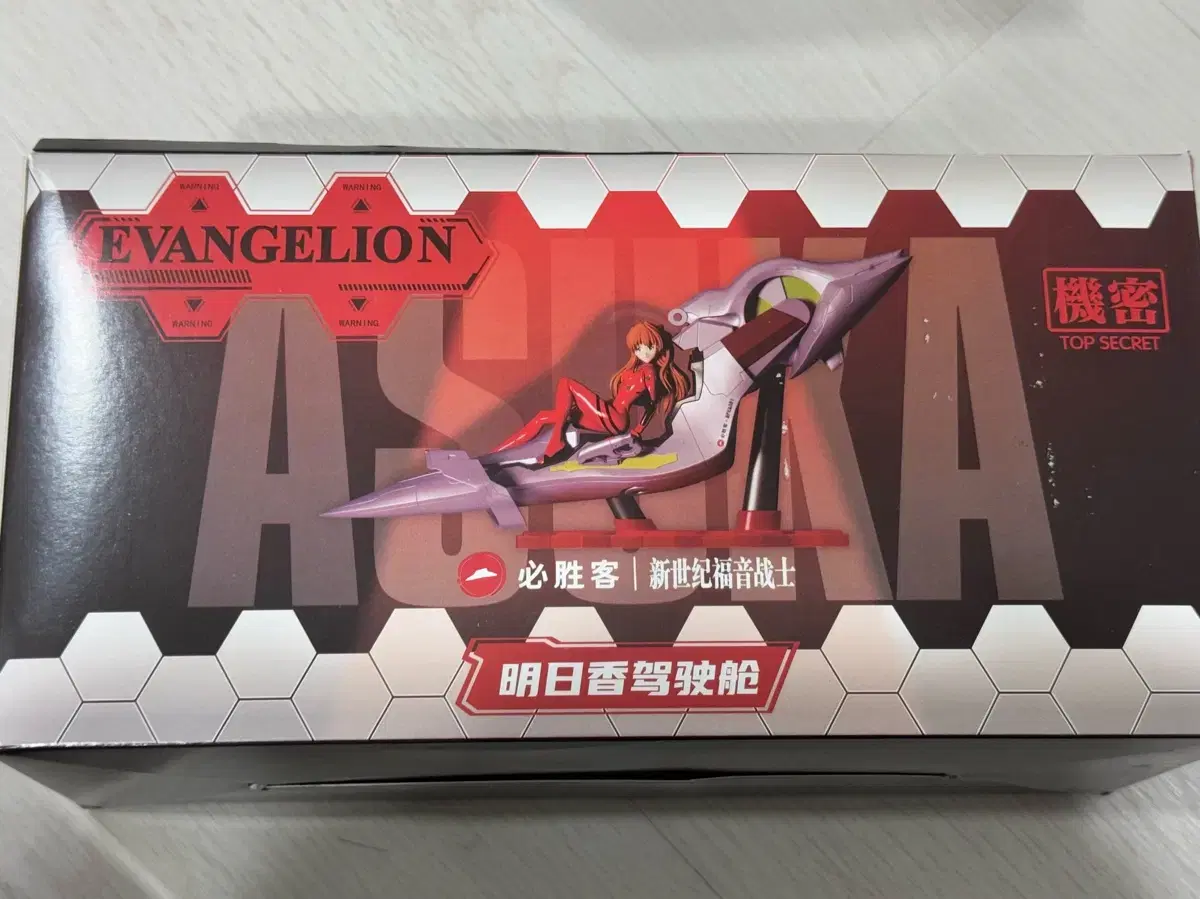 WARNING
WARNING
EVANGELION
WARNING
WARNING
ASUKA
機密
TOP SECRET
必胜客 | 新世纪福音战士
明日香驾驶舱